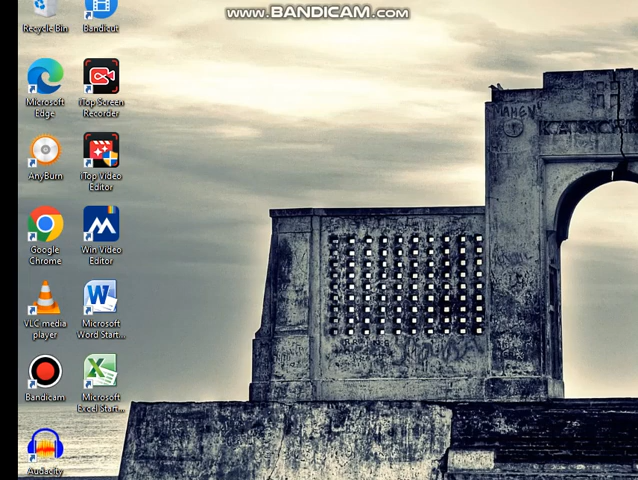 www.BANDICAM.com
Recycle Bin
Bandicut
Microsoft
Edge
iTop Screen
Recorder
AnyBurn
iTop Video
Editor
Google
Chrome
Win Video
Editor
VLC media
player
Microsoft
Word Start...
Bandicam
Microsoft
Excel Start...
Audacity
MAHEN